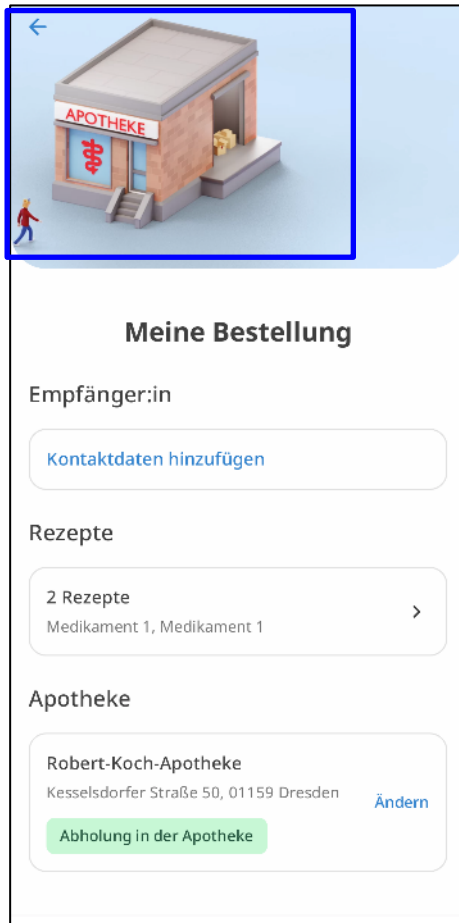 APOTHEKE
Meine Bestellung
Empfänger:in
Kontaktdaten hinzufügen
Rezepte
2 Rezepte
Medikament 1, Medikament 1
Apotheke
Robert-Koch-Apotheke
Kesselsdorfer Straße 50, 01159 Dresden
Ändern
Abholung in der Apotheke